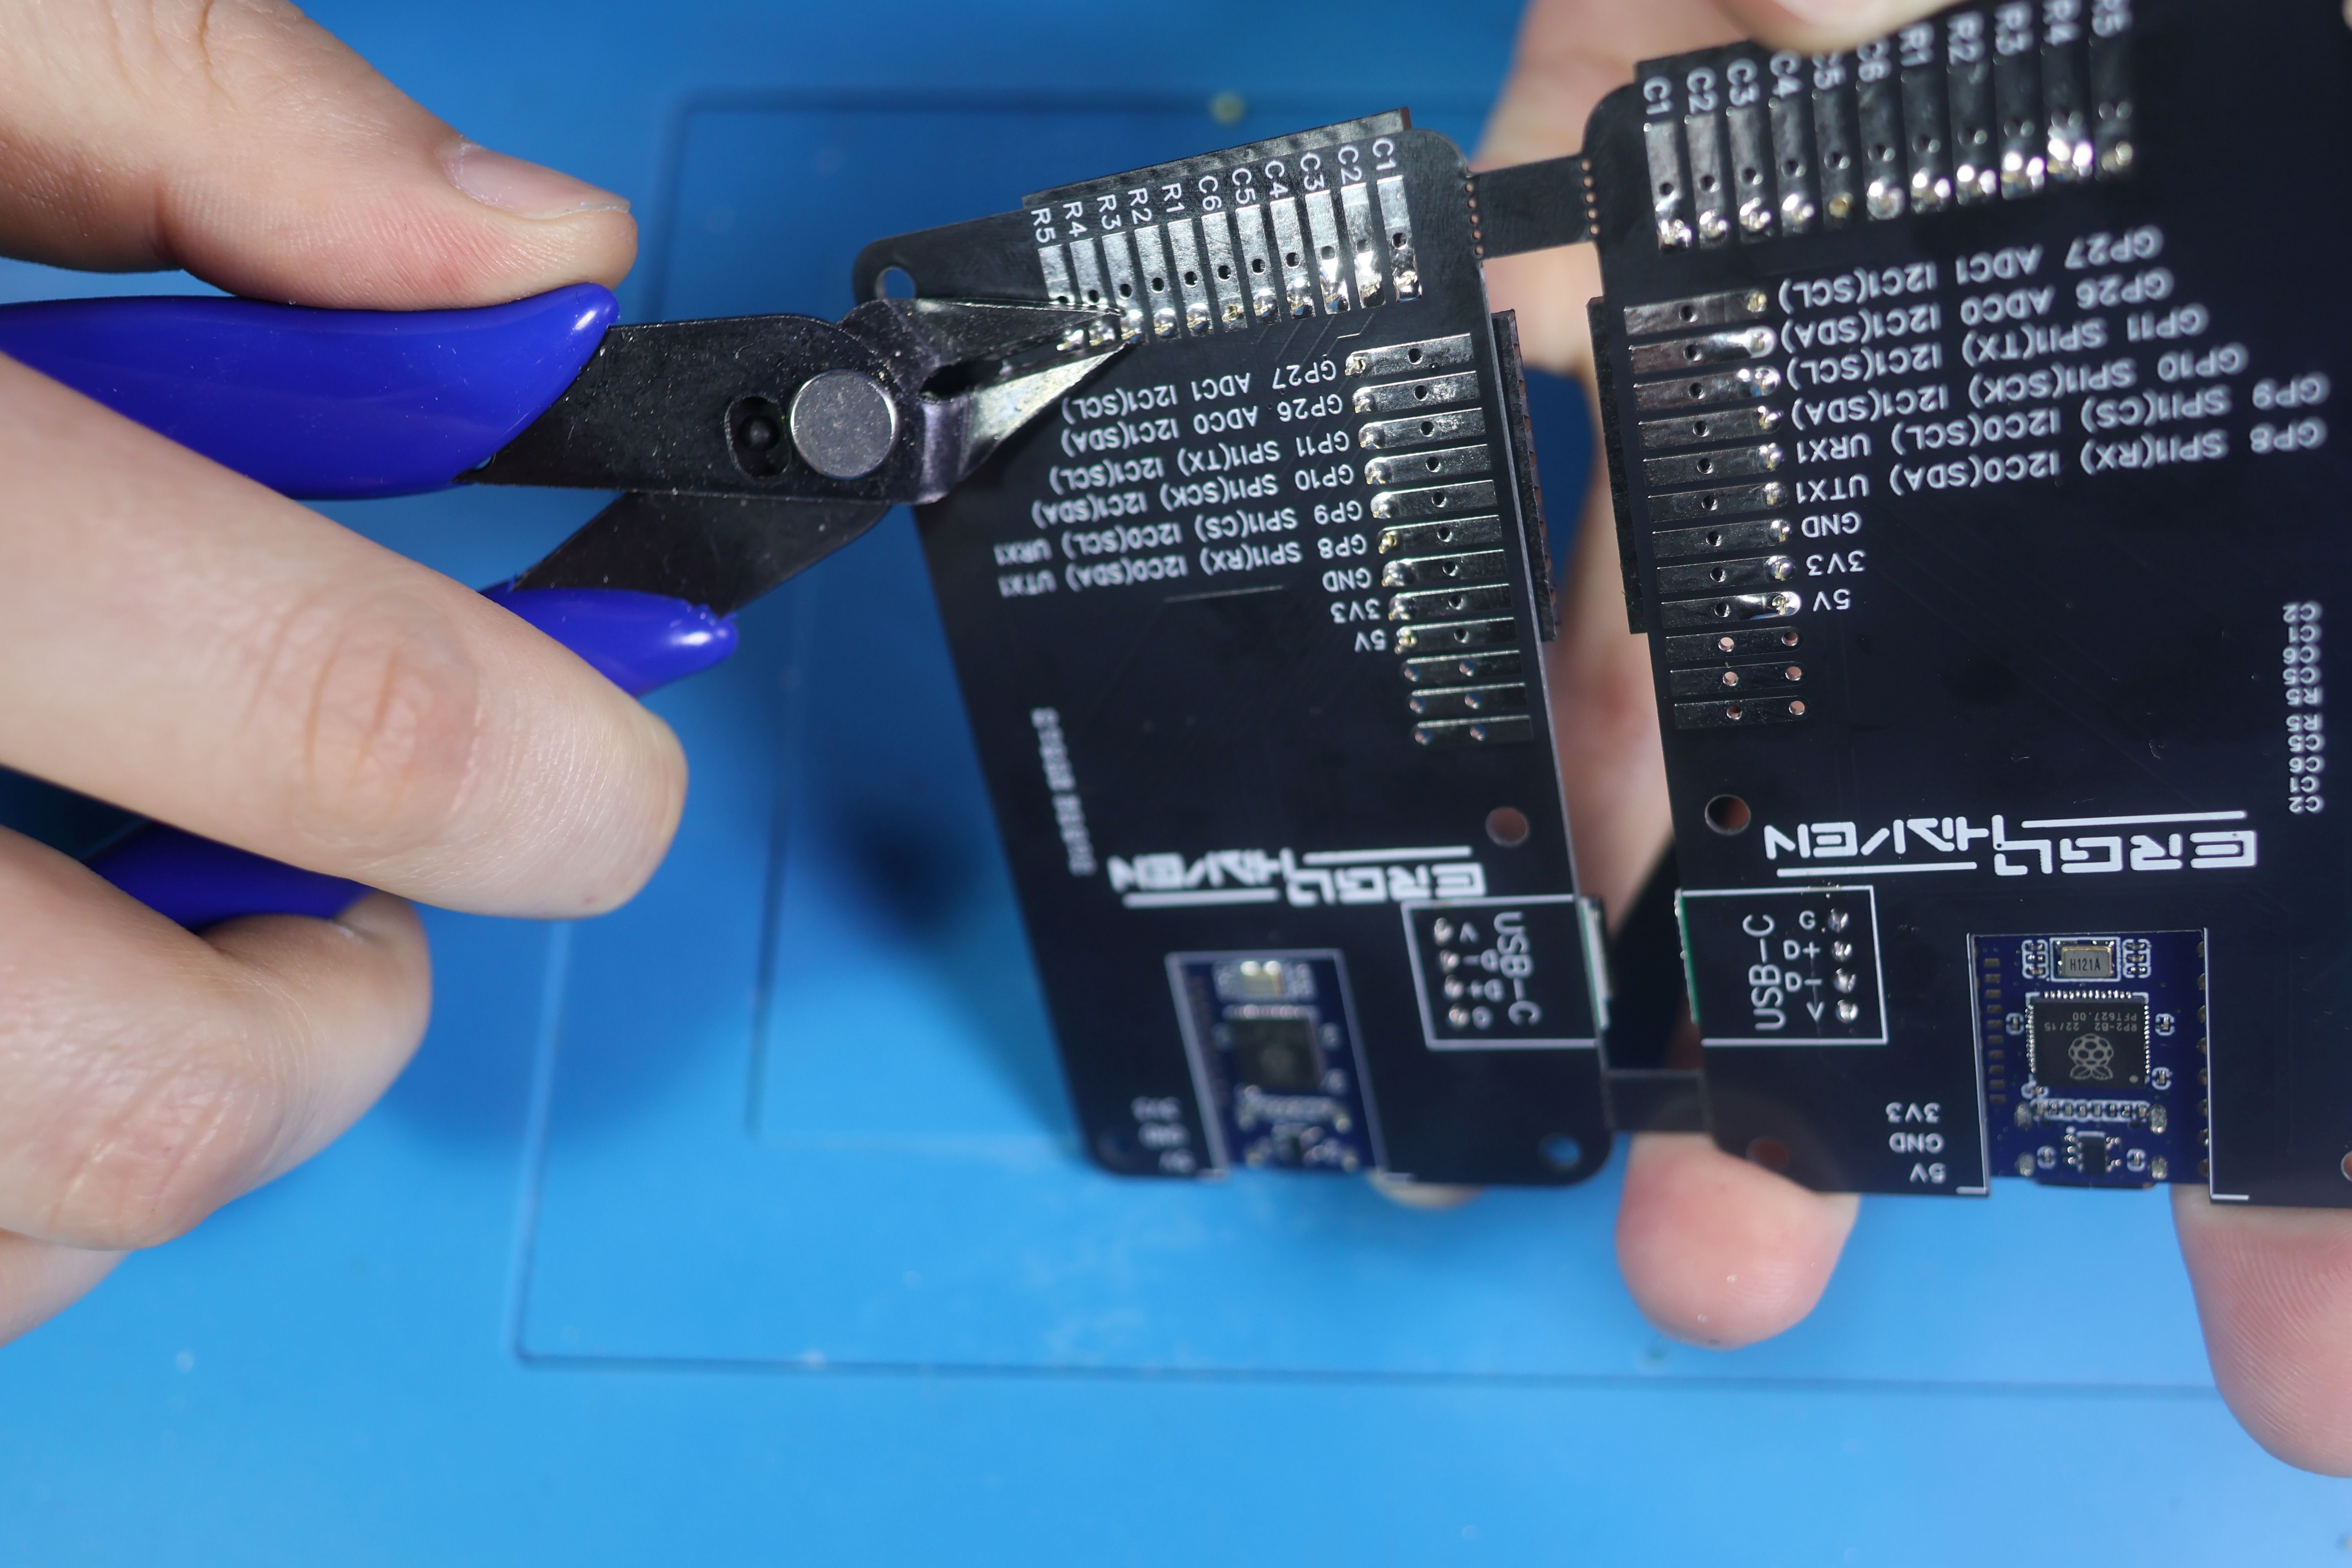 R5
R4
R3
R2
R1
C6
C5
C4
C3
C2
C1
GP27 ADC1 I2C1(SCL)
GP26 ADC0 I2C1(SDA)
GP11 SPI1(TX) I2C1(SCL)
GP10 SPI1(SCK) I2C1(SDA)
GP9 SPI1(CS) I2C0(SCL) URX1
GP8 SPI1(RX) I2C0(SDA) UTX1
GND
3V3
5V
ERGOHAVEN
USB-C
V
D-
D+
G
C1
C2
C3
C4
C5
C6
R1
R2
R3
R4
R5
GP27 ADC1 I2C1(SCL)
GP26 ADC0 I2C1(SDA)
GP11 SPI1(TX) I2C1(SCL)
GP10 SPI1(SCK) I2C1(SDA)
GP9 SPI1(CS) I2C0(SCL) URX1
GP8 SPI1(RX) I2C0(SDA) UTX1
GND
3V3
5V
ERGOHAVEN
USB-C
G
D+
D-
V
H121A
RP2-B2 22/15
PFT627.00
3V3
GND
5V